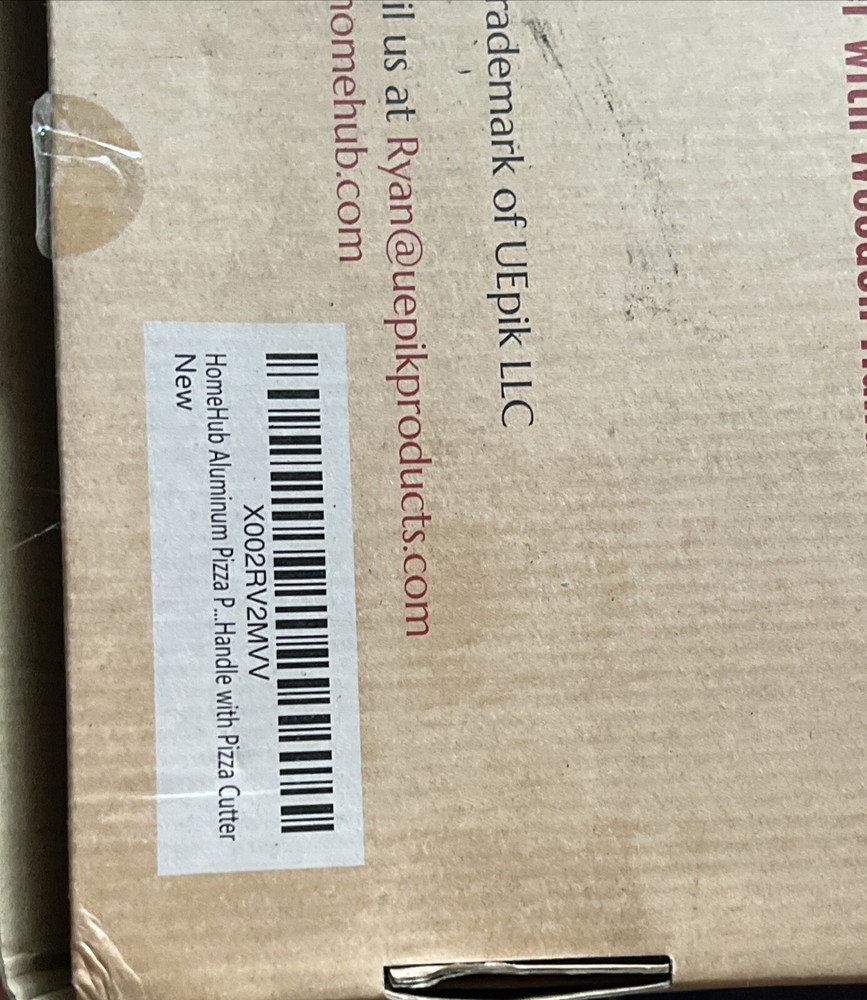 with
rademark of UEpik LLC
il us at Ryan@uepikproducts.com
homehub.com
X002RV2MVV
HomeHub Aluminum Pizza P...Handle with Pizza Cutter
New